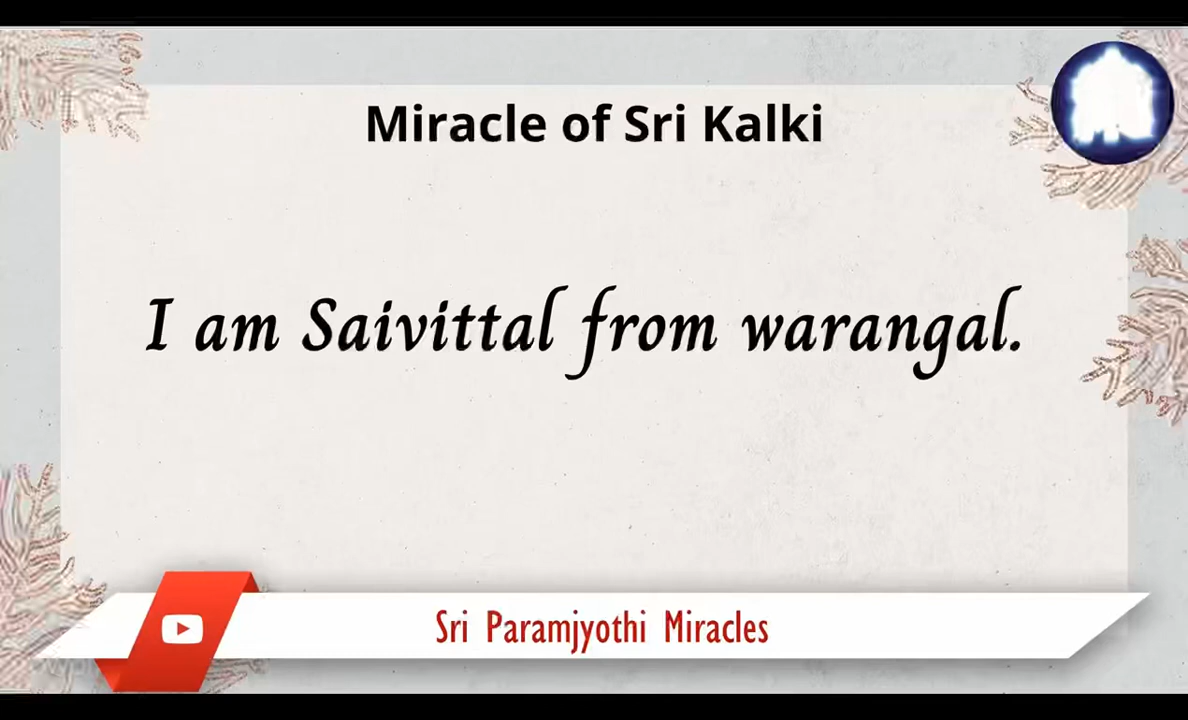 Miracle of Sri Kalki
I am Saivittal from warangal.
Sri Paramjyothi Miracles